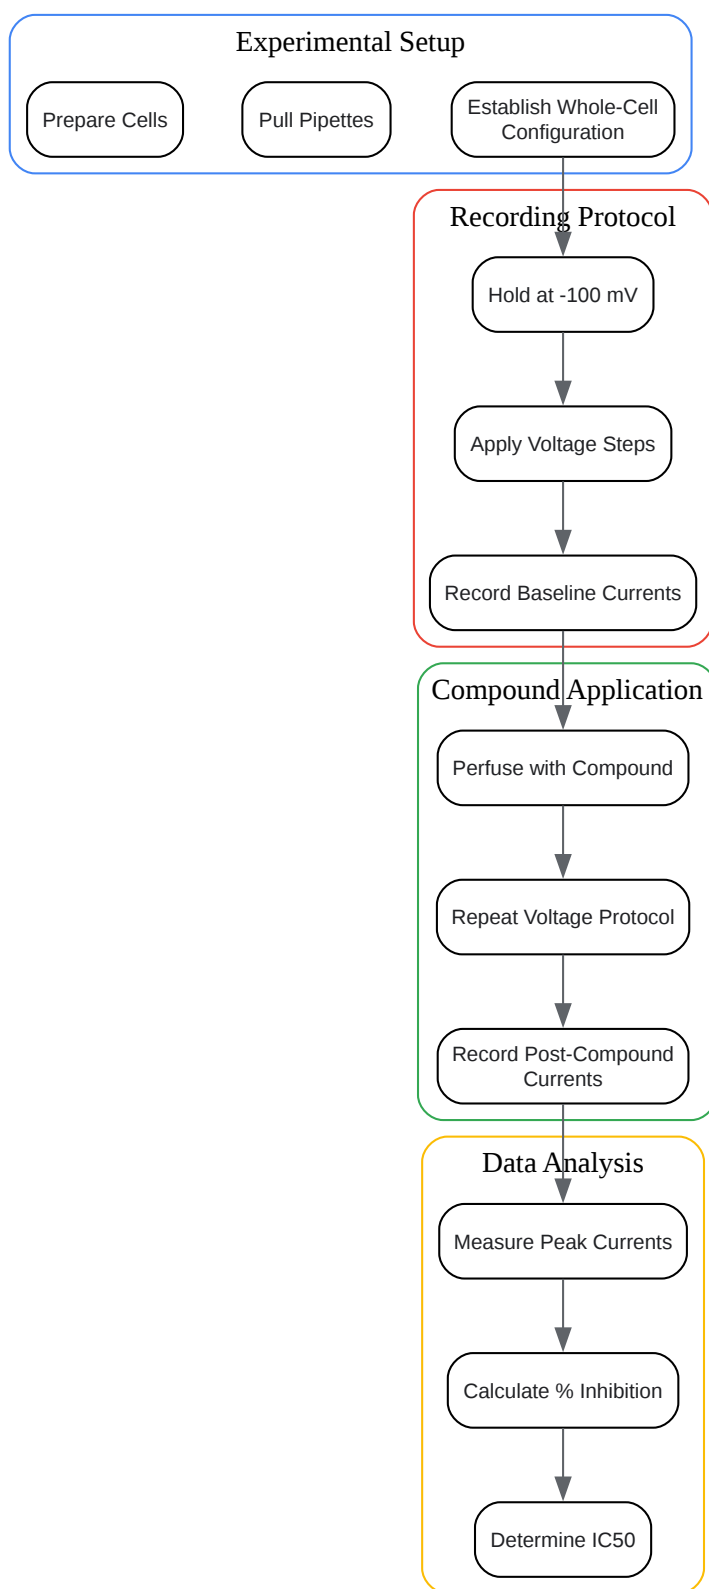 Experimental Setup
Prepare Cells
Pull Pipettes
Establish Whole-Cell
Configuration
Recording Protocol
Hold at -100 mV
Apply Voltage Steps
Record Baseline Currents
Compound Application
Perfuse with Compound
Repeat Voltage Protocol
Record Post-Compound
Currents
Data Analysis
Measure Peak Currents
Calculate % Inhibition
Determine IC50